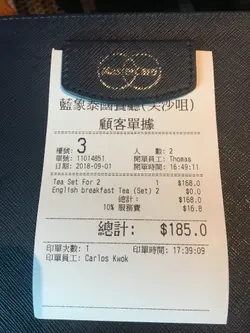 MasterCard
藍象泰國餐廳(尖沙咀)
顧客單據
檯號: 3 人 數: 2
單號: 11014851 開單員工: Thomas
日期: 2018-09-01 開單時間: 16:49:11
Tea Set For 2 1 $168.0
English breakfast Tea (Set) 2 $0.0
總計: $168.0
10% 服務費 $16.8
總計: $185.0
印單次數: 1 印單時間: 17:39:09
印單員工: Carlos Kwok